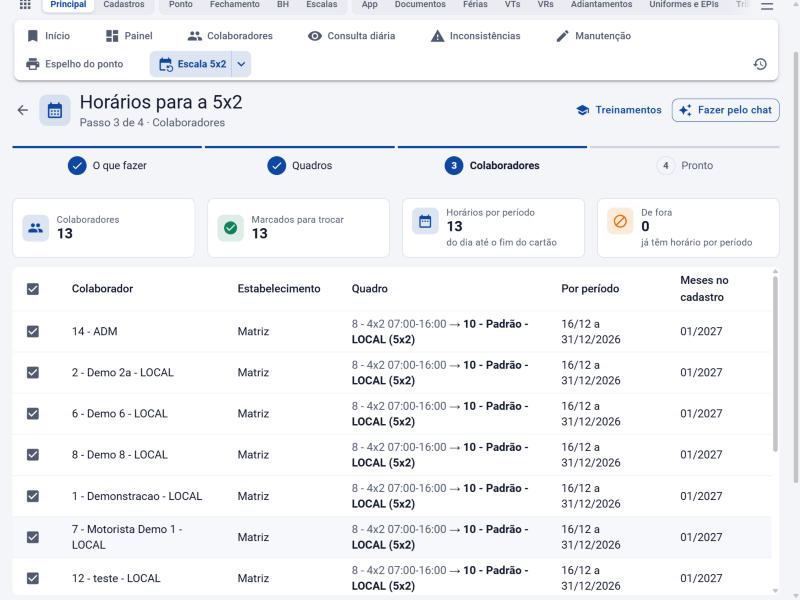 Principal Cadastros Ponto Fechamento BH Escalas App Documentos Férias VTs VRs Adiantamentos Uniformes e EPIs
Início Painel Colaboradores Consulta diária Inconsistências Manutenção
Espelho do ponto Escala 5x2
Horários para a 5x2
Passo 3 de 4 · Colaboradores
Treinamentos Fazer pelo chat
O que fazer Quadros 3 Colaboradores 4 Pronto
Colaboradores
13
Marcados para trocar
13
Horários por período
13
do dia até o fim do cartão
De fora
0
já têm horário por período
Colaborador Estabelecimento Quadro Por período Meses no cadastro
14 - ADM Matriz 8 - 4x2 07:00-16:00 → 10 - Padrão - 16/12 a 01/2027
LOCAL (5x2) 31/12/2026
2 - Demo 2a - LOCAL Matriz 8 - 4x2 07:00-16:00 → 10 - Padrão - 16/12 a 01/2027
LOCAL (5x2) 31/12/2026
6 - Demo 6 - LOCAL Matriz 8 - 4x2 07:00-16:00 → 10 - Padrão - 16/12 a 01/2027
LOCAL (5x2) 31/12/2026
8 - Demo 8 - LOCAL Matriz 8 - 4x2 07:00-16:00 → 10 - Padrão - 16/12 a 01/2027
LOCAL (5x2) 31/12/2026
1 - Demonstracao - LOCAL Matriz 8 - 4x2 07:00-16:00 → 10 - Padrão - 16/12 a 01/2027
LOCAL (5x2) 31/12/2026
7 - Motorista Demo 1 - Matriz 8 - 4x2 07:00-16:00 → 10 - Padrão - 16/12 a 01/2027
LOCAL LOCAL (5x2) 31/12/2026
12 - teste - LOCAL Matriz 8 - 4x2 07:00-16:00 → 10 - Padrão - 16/12 a 01/2027
LOCAL (5x2) 31/12/2026